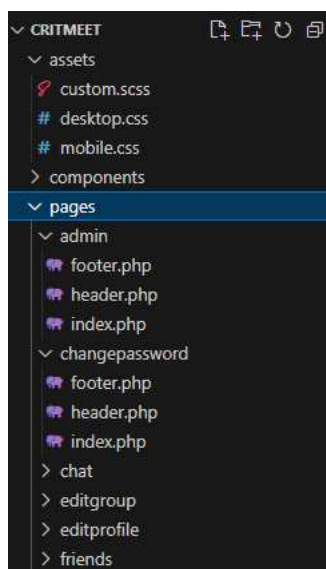 CRITMEET
assets
custom.scss
# desktop.css
# mobile.css
components
pages
admin
footer.php
header.php
index.php
changepassword
footer.php
header.php
index.php
chat
editgroup
editprofile
friends